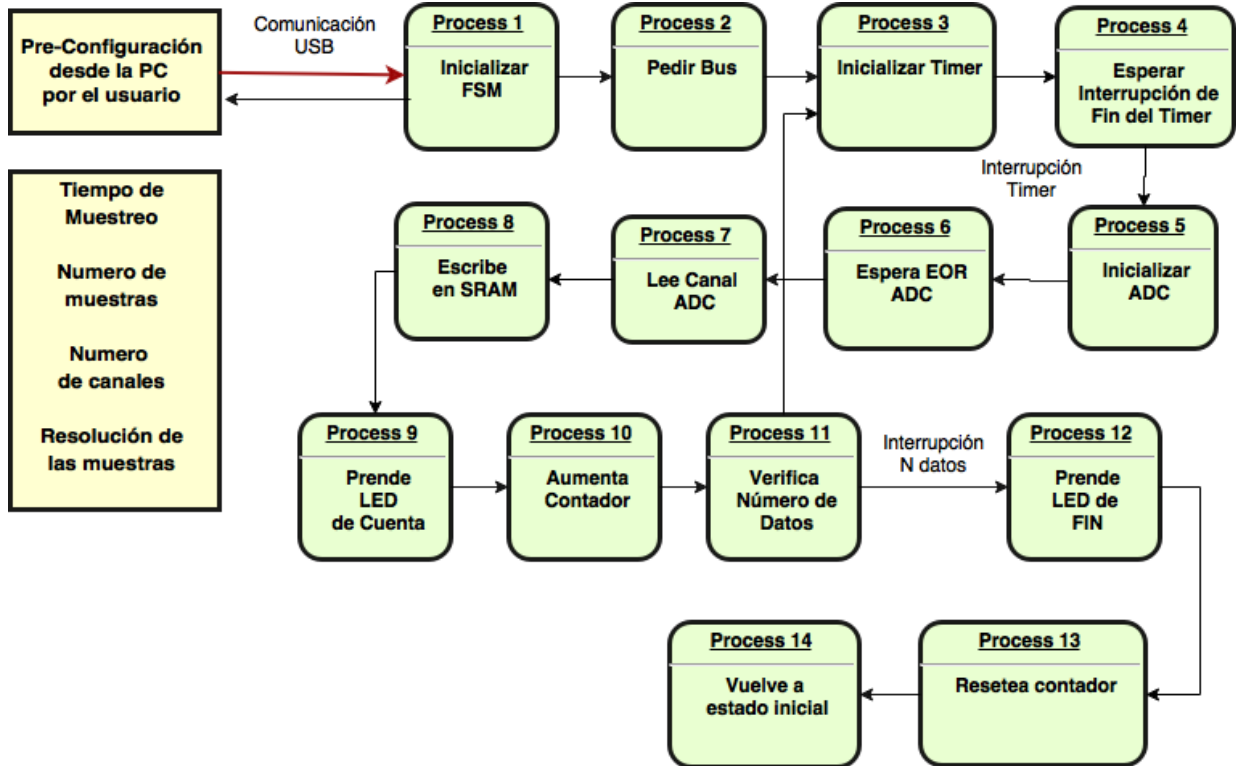 Pre-Configuración
desde la PC
por el usuario
Comunicación
USB
Process 1
Inicializar
FSM
Process 2
Pedir Bus
Process 3
Inicializar Timer
Process 4
Esperar
Interrupción de
Fin del Timer
Tiempo de
Muestreo
Numero de
muestras
Numero
de canales
Resolución de
las muestras
Interrupción
Timer
Process 5
Inicializar
ADC
Process 6
Espera EOR
ADC
Process 7
Lee Canal
ADC
Process 8
Escribe
en SRAM
Process 9
Prende
LED
de Cuenta
Process 10
Aumenta
Contador
Process 11
Verifica
Número de
Datos
Interrupción
N datos
Process 12
Prende
LED de
FIN
Process 13
Resetea contador
Process 14
Vuelve a
estado inicial